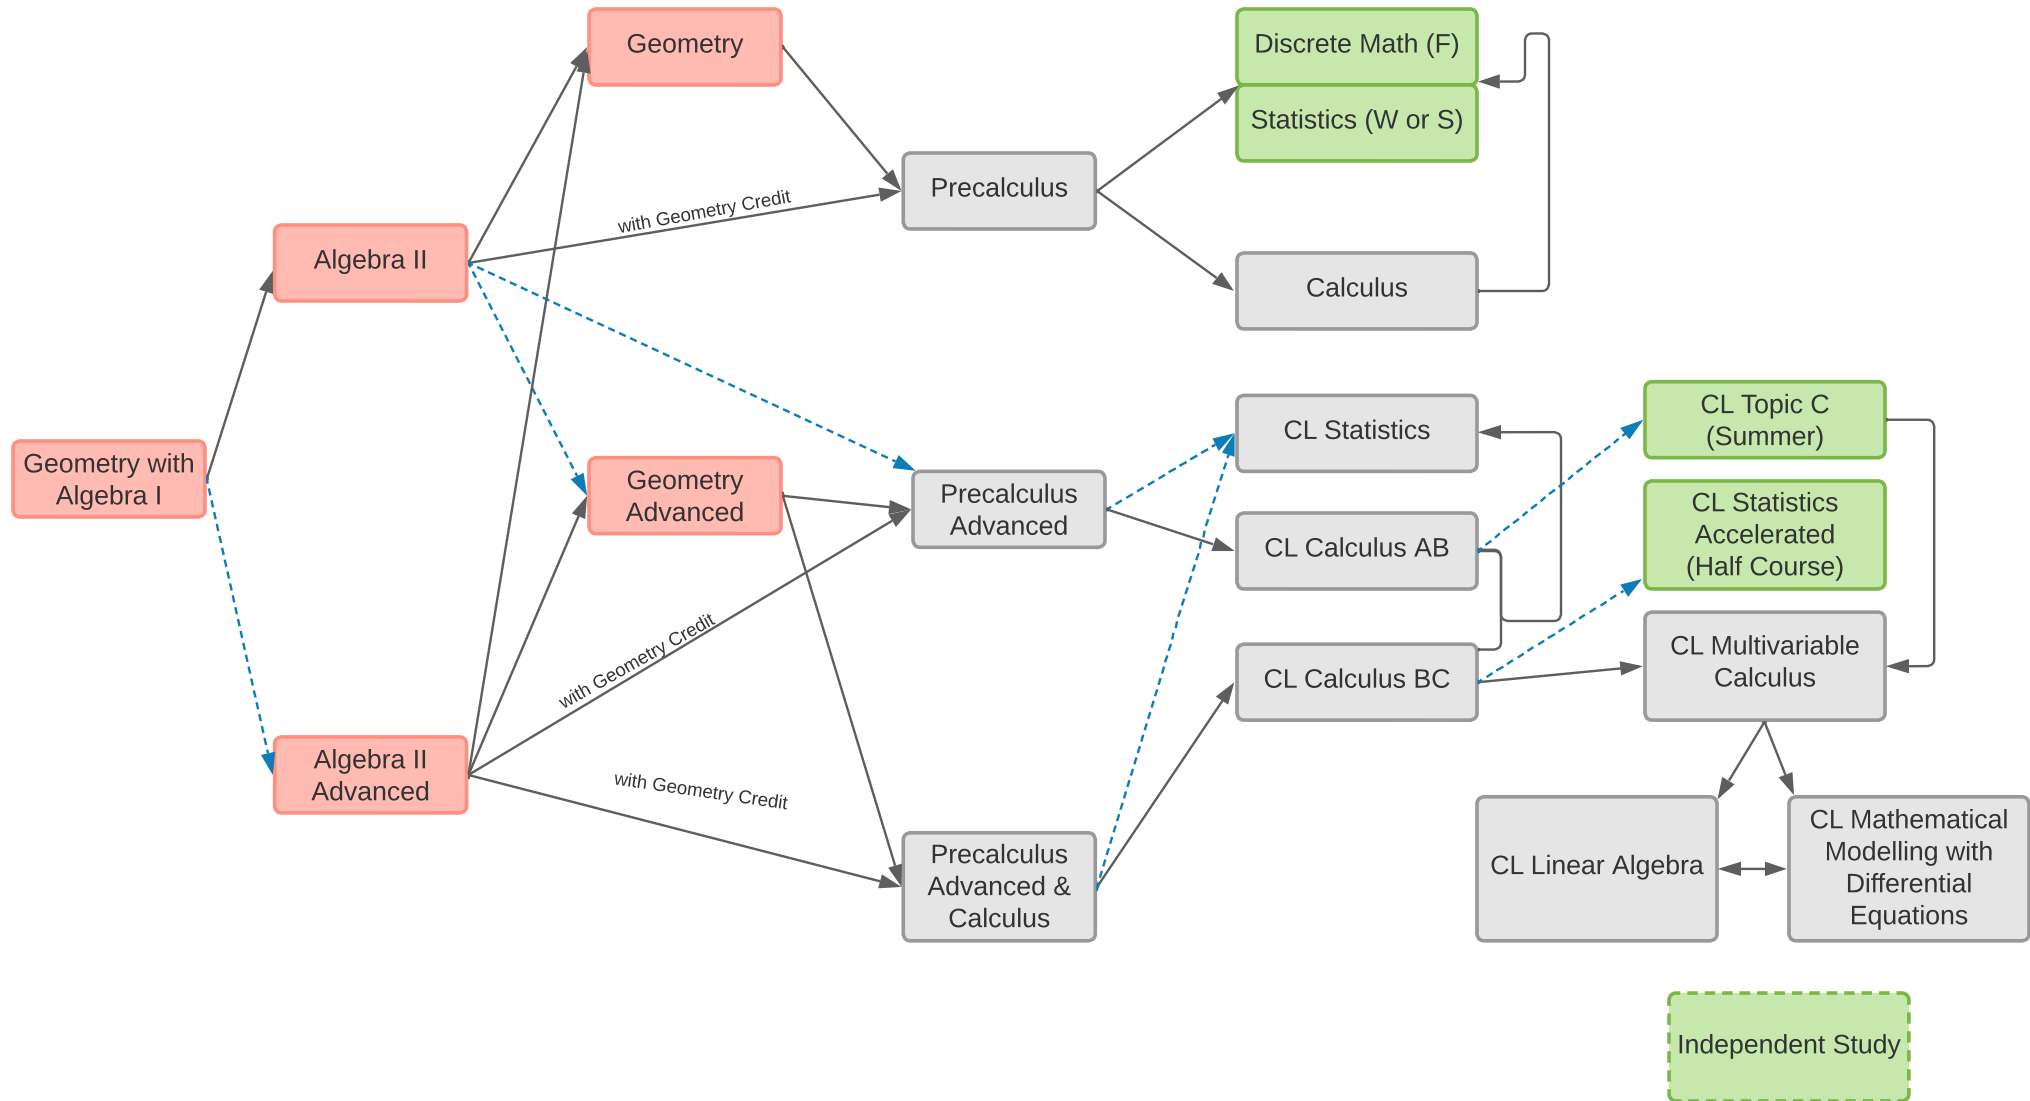 Geometry
Discrete Math (F)
Statistics (W or S)
Precalculus
with Geometry Credit
Algebra II
Calculus
CL Topic C
(Summer)
CL Statistics
Geometry with
Algebra I
Geometry
Advanced
Precalculus
Advanced
CL Statistics
Accelerated
(Half Course)
CL Calculus AB
with Geometry Credit
CL Calculus BC
CL Multivariable
Calculus
Algebra II
Advanced
with Geometry Credit
Precalculus
Advanced &
Calculus
CL Linear Algebra
CL Mathematical
Modelling with
Differential
Equations
Independent Study